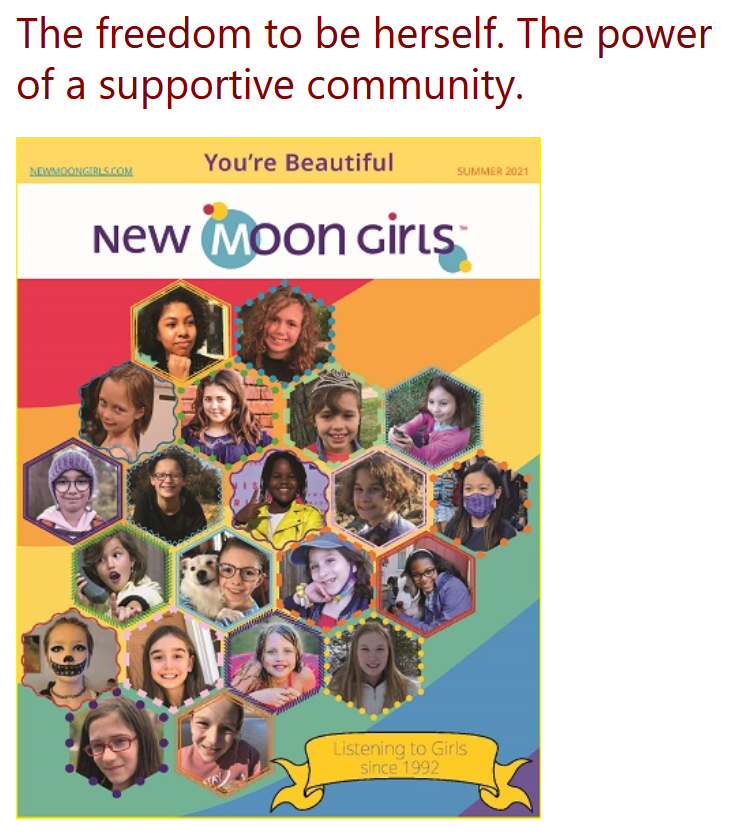 The freedom to be herself. The power
of a supportive community.
NEWMOONGIRLS.COM
You're Beautiful
SUMMER 2021
New Moon Girls™
Listening to Girls
since 1992